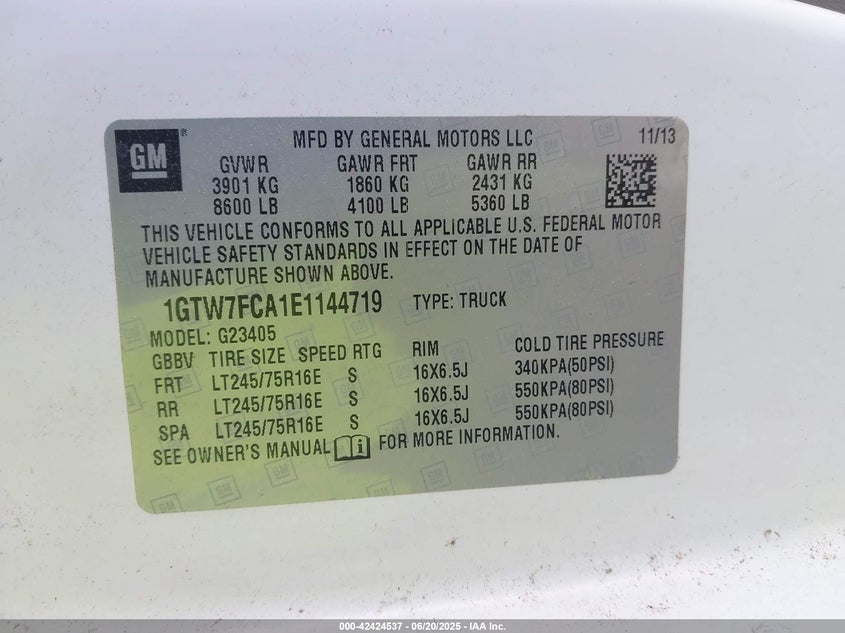 GM ®
MFD BY GENERAL MOTORS LLC 11/13
GVWR GAWR FRT GAWR RR
3901 KG 1860 KG 2431 KG
8600 LB 4100 LB 5360 LB
THIS VEHICLE CONFORMS TO ALL APPLICABLE U.S. FEDERAL MOTOR
VEHICLE SAFETY STANDARDS IN EFFECT ON THE DATE OF
MANUFACTURE SHOWN ABOVE.
1GTW7FCA1E1144719 TYPE: TRUCK
MODEL: G23405
GBBV TIRE SIZE SPEED RTG RIM COLD TIRE PRESSURE
FRT LT245/75R16E S 16X6.5J 340KPA(50PSI)
RR LT245/75R16E S 16X6.5J 550KPA(80PSI)
SPA LT245/75R16E S 16X6.5J 550KPA(80PSI)
SEE OWNER'S MANUAL FOR MORE INFORMATION.
000-42424537 - 06/20/2025 - IAA Inc.